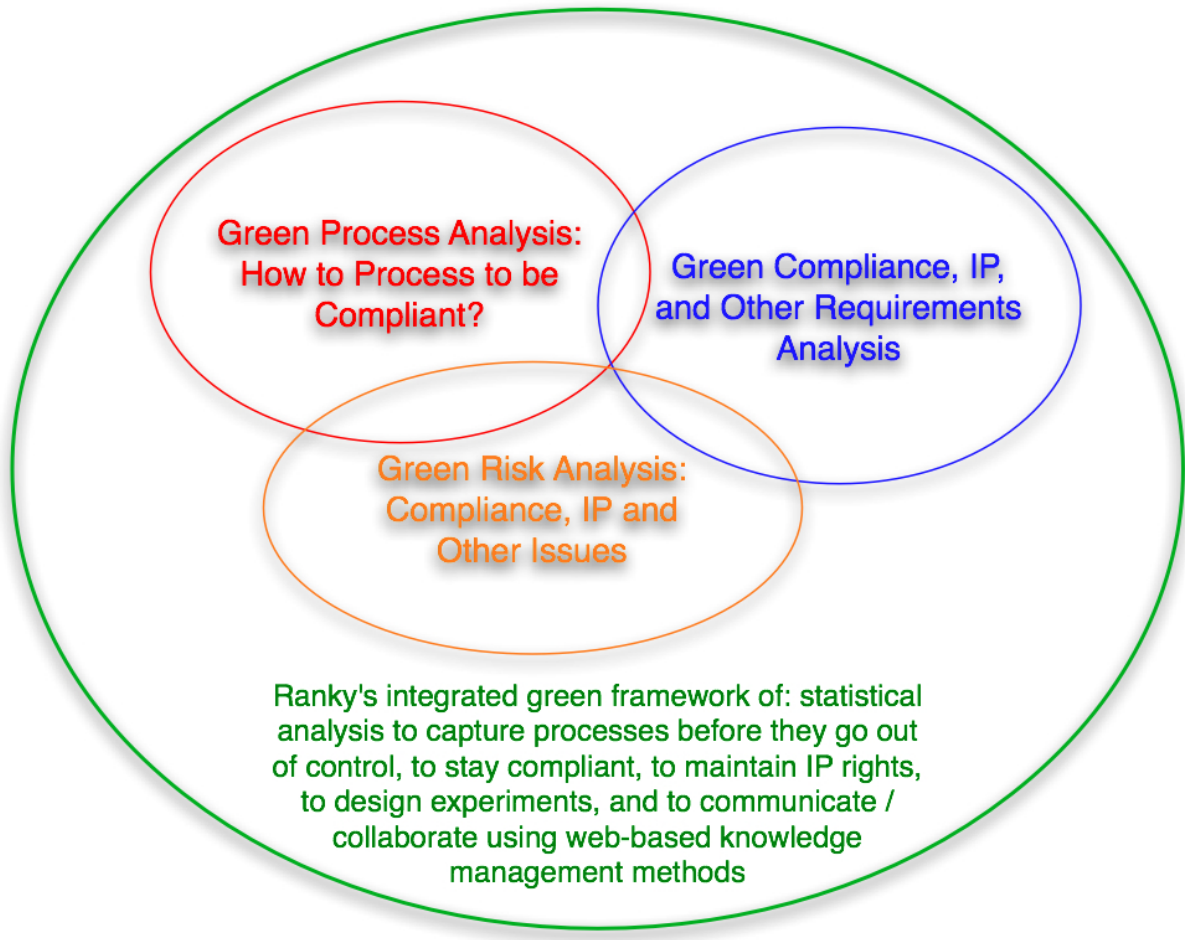 Green Process Analysis:
How to Process to be
Compliant?
Green Compliance, IP,
and Other Requirements
Analysis
Green Risk Analysis:
Compliance, IP and
Other Issues
Ranky's integrated green framework of: statistical
analysis to capture processes before they go out
of control, to stay compliant, to maintain IP rights,
to design experiments, and to communicate /
collaborate using web-based knowledge
management methods